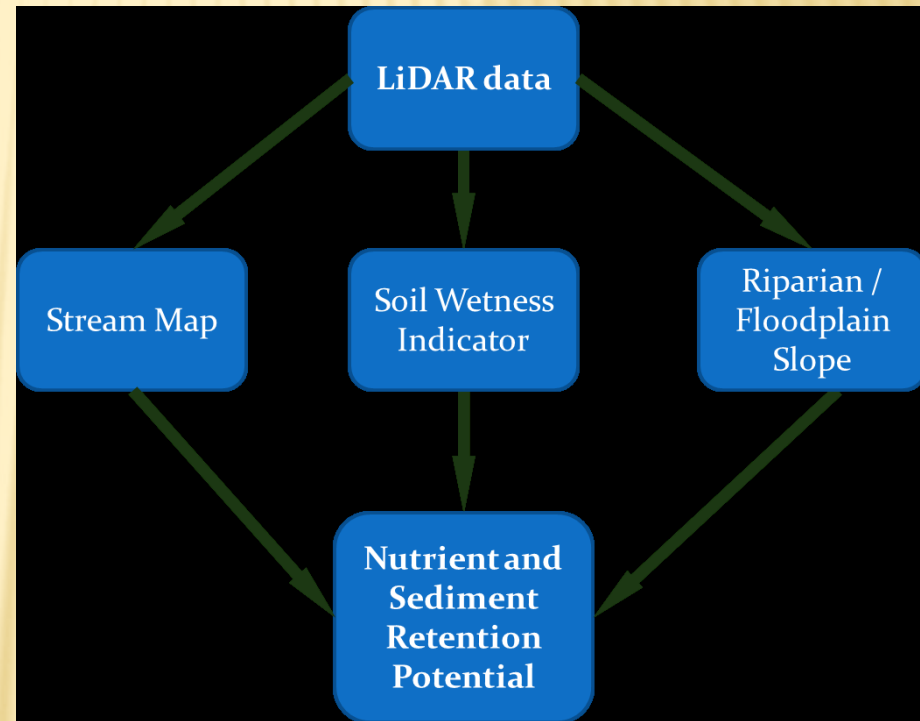 LiDAR data
Stream Map
Soil Wetness
Indicator
Riparian /
Floodplain
Slope
Nutrient and
Sediment
Retention
Potential